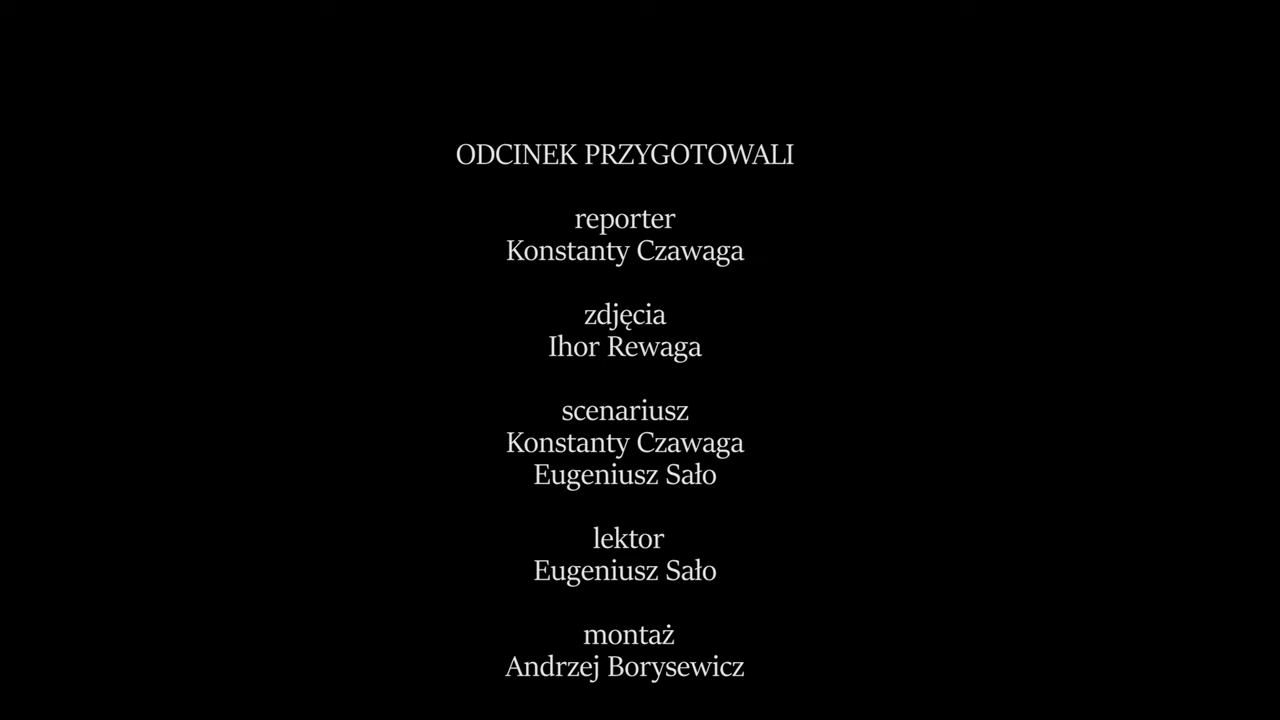 ODCINEK PRZYGOTOWALI
reporter
Konstanty Czawaga
zdjęcia
Ihor Rewaga
scenariusz
Konstanty Czawaga
Eugeniusz Sało
lektor
Eugeniusz Sało
montaż
Andrzej Borysewicz